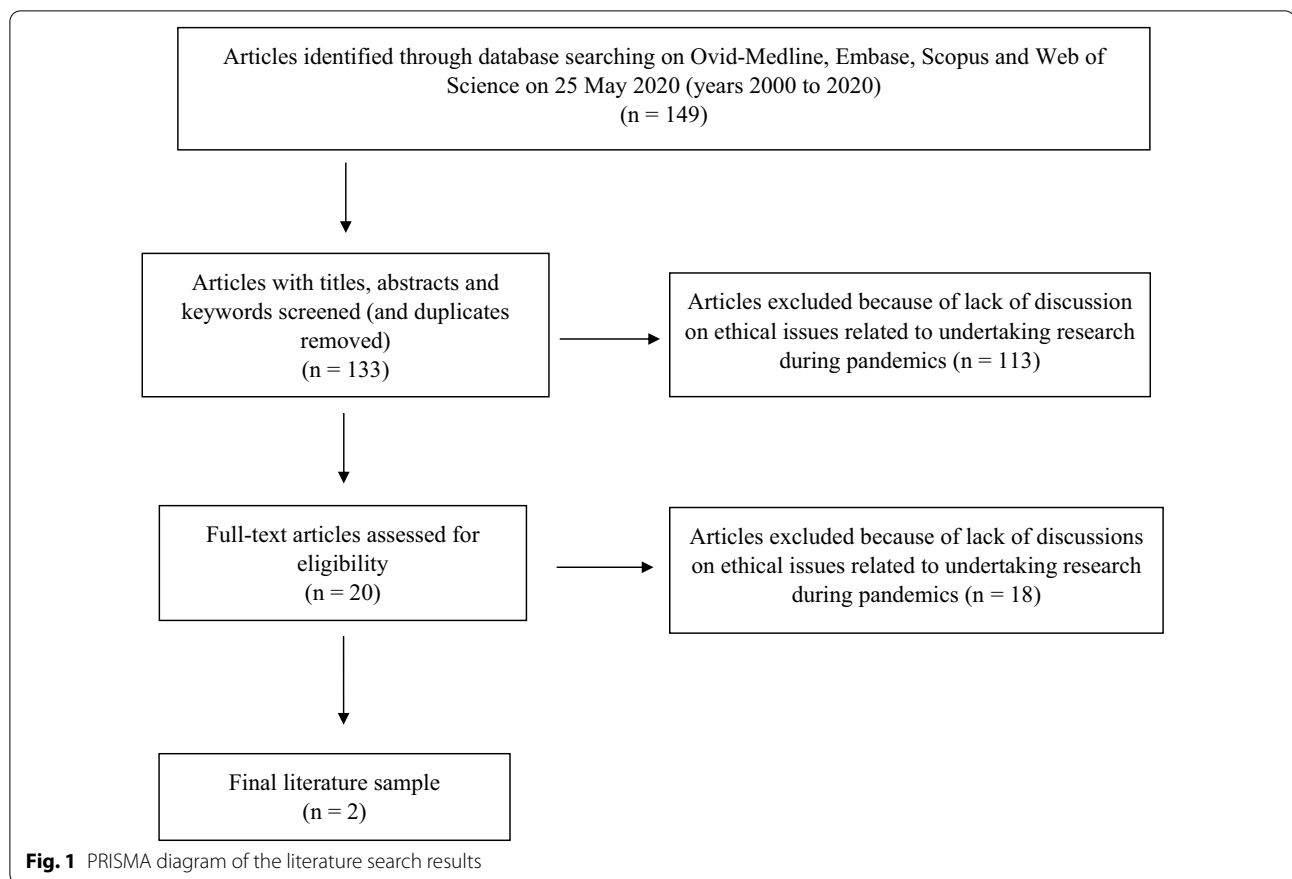 Articles identified through database searching on Ovid-Medline, Embase, Scopus and Web of
Science on 25 May 2020 (years 2000 to 2020)
(n = 149)
Articles with titles, abstracts and
keywords screened (and duplicates
removed)
(n = 133)
Articles excluded because of lack of discussion
on ethical issues related to undertaking research
during pandemics (n = 113)
Full-text articles assessed for
eligibility
(n = 20)
Articles excluded because of lack of discussions
on ethical issues related to undertaking research
during pandemics (n = 18)
Final literature sample
(n = 2)
Fig. 1 PRISMA diagram of the literature search results